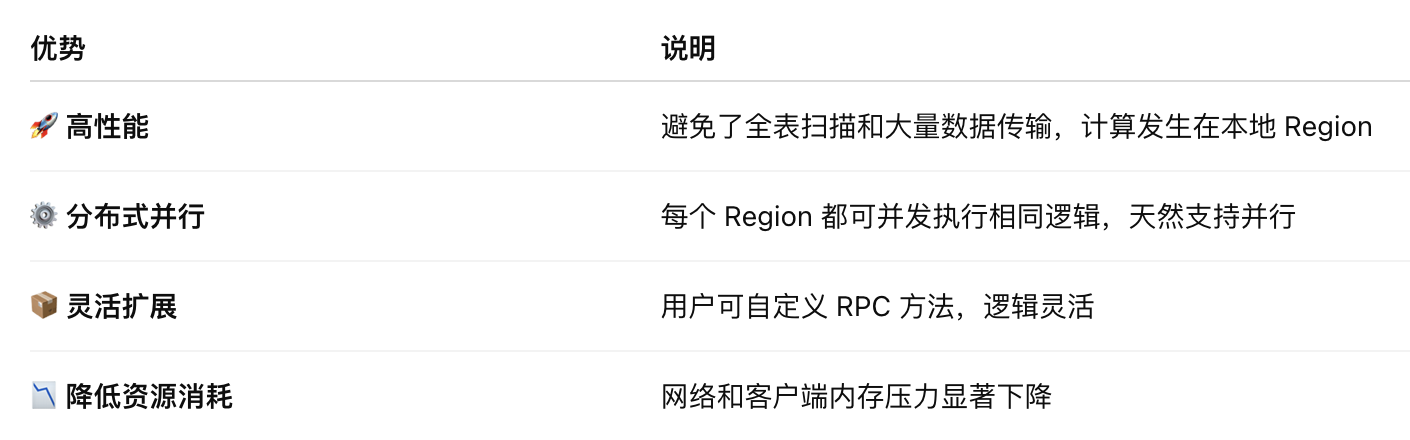 优势 说明
🚀 高性能 避免了全表扫描和大量数据传输，计算发生在本地 Region
⚙️ 分布式并行 每个 Region 都可并发执行相同逻辑，天然支持并行
📦 灵活扩展 用户可自定义 RPC 方法，逻辑灵活
📉 降低资源消耗 网络和客户端内存压力显著下降